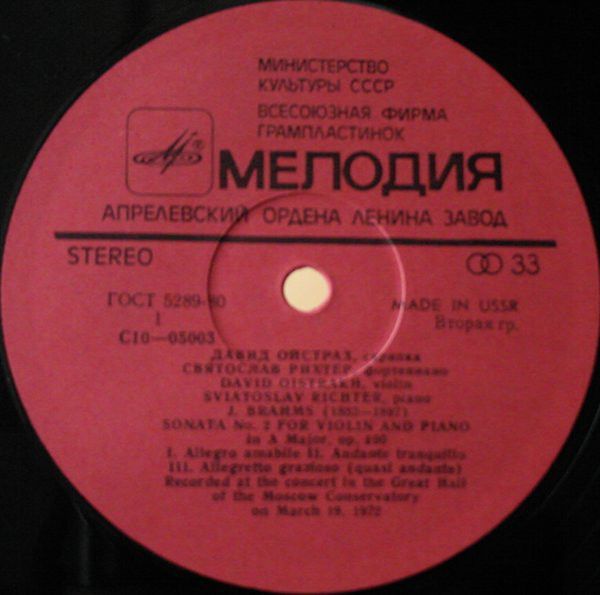 МИНИСТЕРСТВО
КУЛЬТУРЫ СССР
ВСЕСОЮЗНАЯ ФИРМА
ГРАМПЛАСТИНОК
МЕЛОДИЯ
АПРЕЛЕВСКИЙ ОРДЕНА ЛЕНИНА ЗАВОД
STEREO 33
ГОСТ 5289-80 MADE IN USSR
1 Вторая гр.
С10—05003
ДАВИД ОЙСТРАХ, скрипка
СВЯТОСЛАВ РИХТЕР, фортепиано
DAVID OISTRAKH, violin
SVIATOSLAV RICHTER, piano
J. BRAHMS (1833—1897)
SONATA No. 2 FOR VIOLIN AND PIANO
in A Major, op. 100
I. Allegro amabile II. Andante tranquillo
III. Allegretto grazioso (quasi andante)
Recorded at the concert in the Great Hall
of the Moscow Conservatory
on March 19, 1972